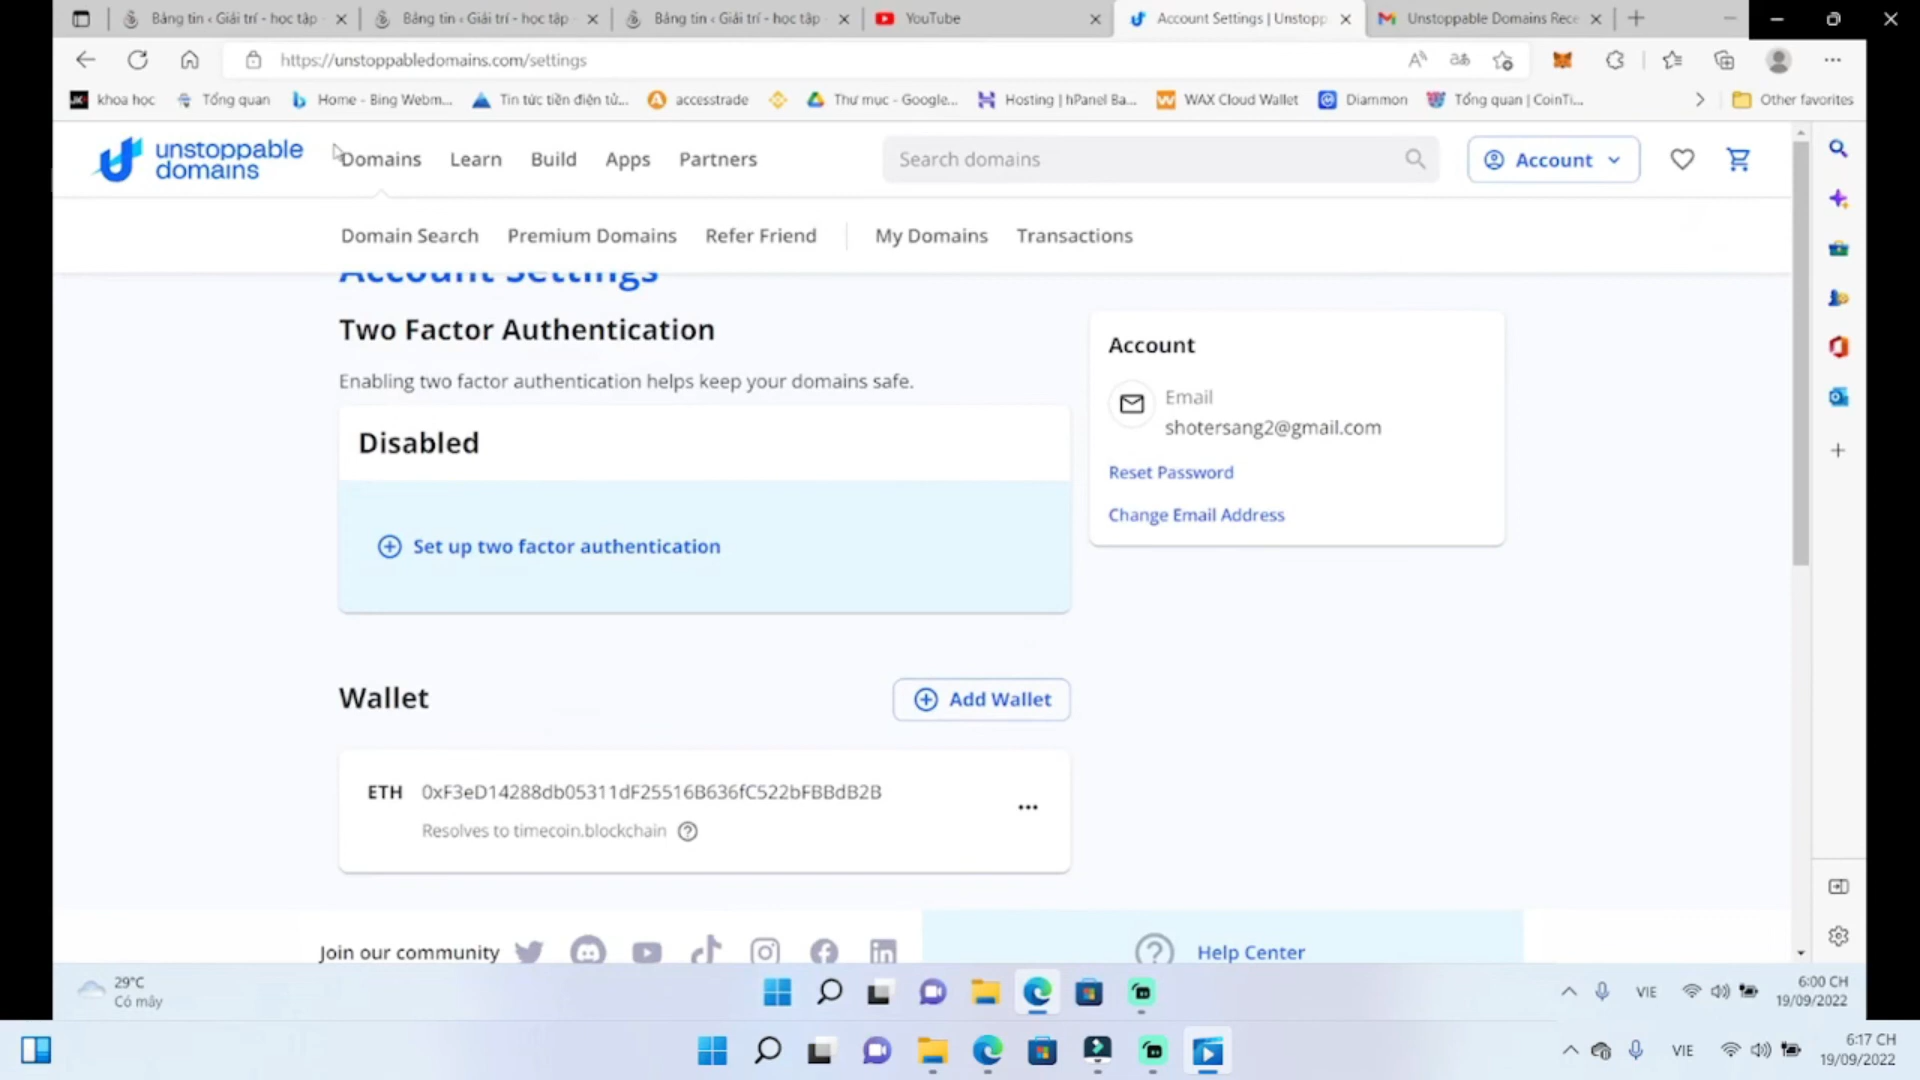 Bảng tin ‹ Giải trí - học tập
Bảng tin ‹ Giải trí - học tập
Bảng tin ‹ Giải trí - học tập
YouTube
Account Settings | Unstopp
Unstoppable Domains Rece
https://unstoppabledomains.com/settings
khoa học
Tổng quan
Home - Bing Webm...
Tin tức tiền điện tử...
accesstrade
Thư mục - Google...
Hosting | hPanel Ba...
WAX Cloud Wallet
Diammon
Tổng quan | CoinTi...
Other favorites
unstoppable
domains
Domains
Learn
Build
Apps
Partners
Search domains
Account
Domain Search
Premium Domains
Refer Friend
My Domains
Transactions
Account Settings
Two Factor Authentication
Enabling two factor authentication helps keep your domains safe.
Disabled
Set up two factor authentication
Account
Email
shotersang2@gmail.com
Reset Password
Change Email Address
Wallet
Add Wallet
ETH 0xF3eD14288db05311dF25516B636fC522bFBBdB2B
Resolves to timecoin.blockchain
Join our community
Help Center
29°C
Có mây
VIE
6:00 CH
19/09/2022
VIE
6:17 CH
19/09/2022